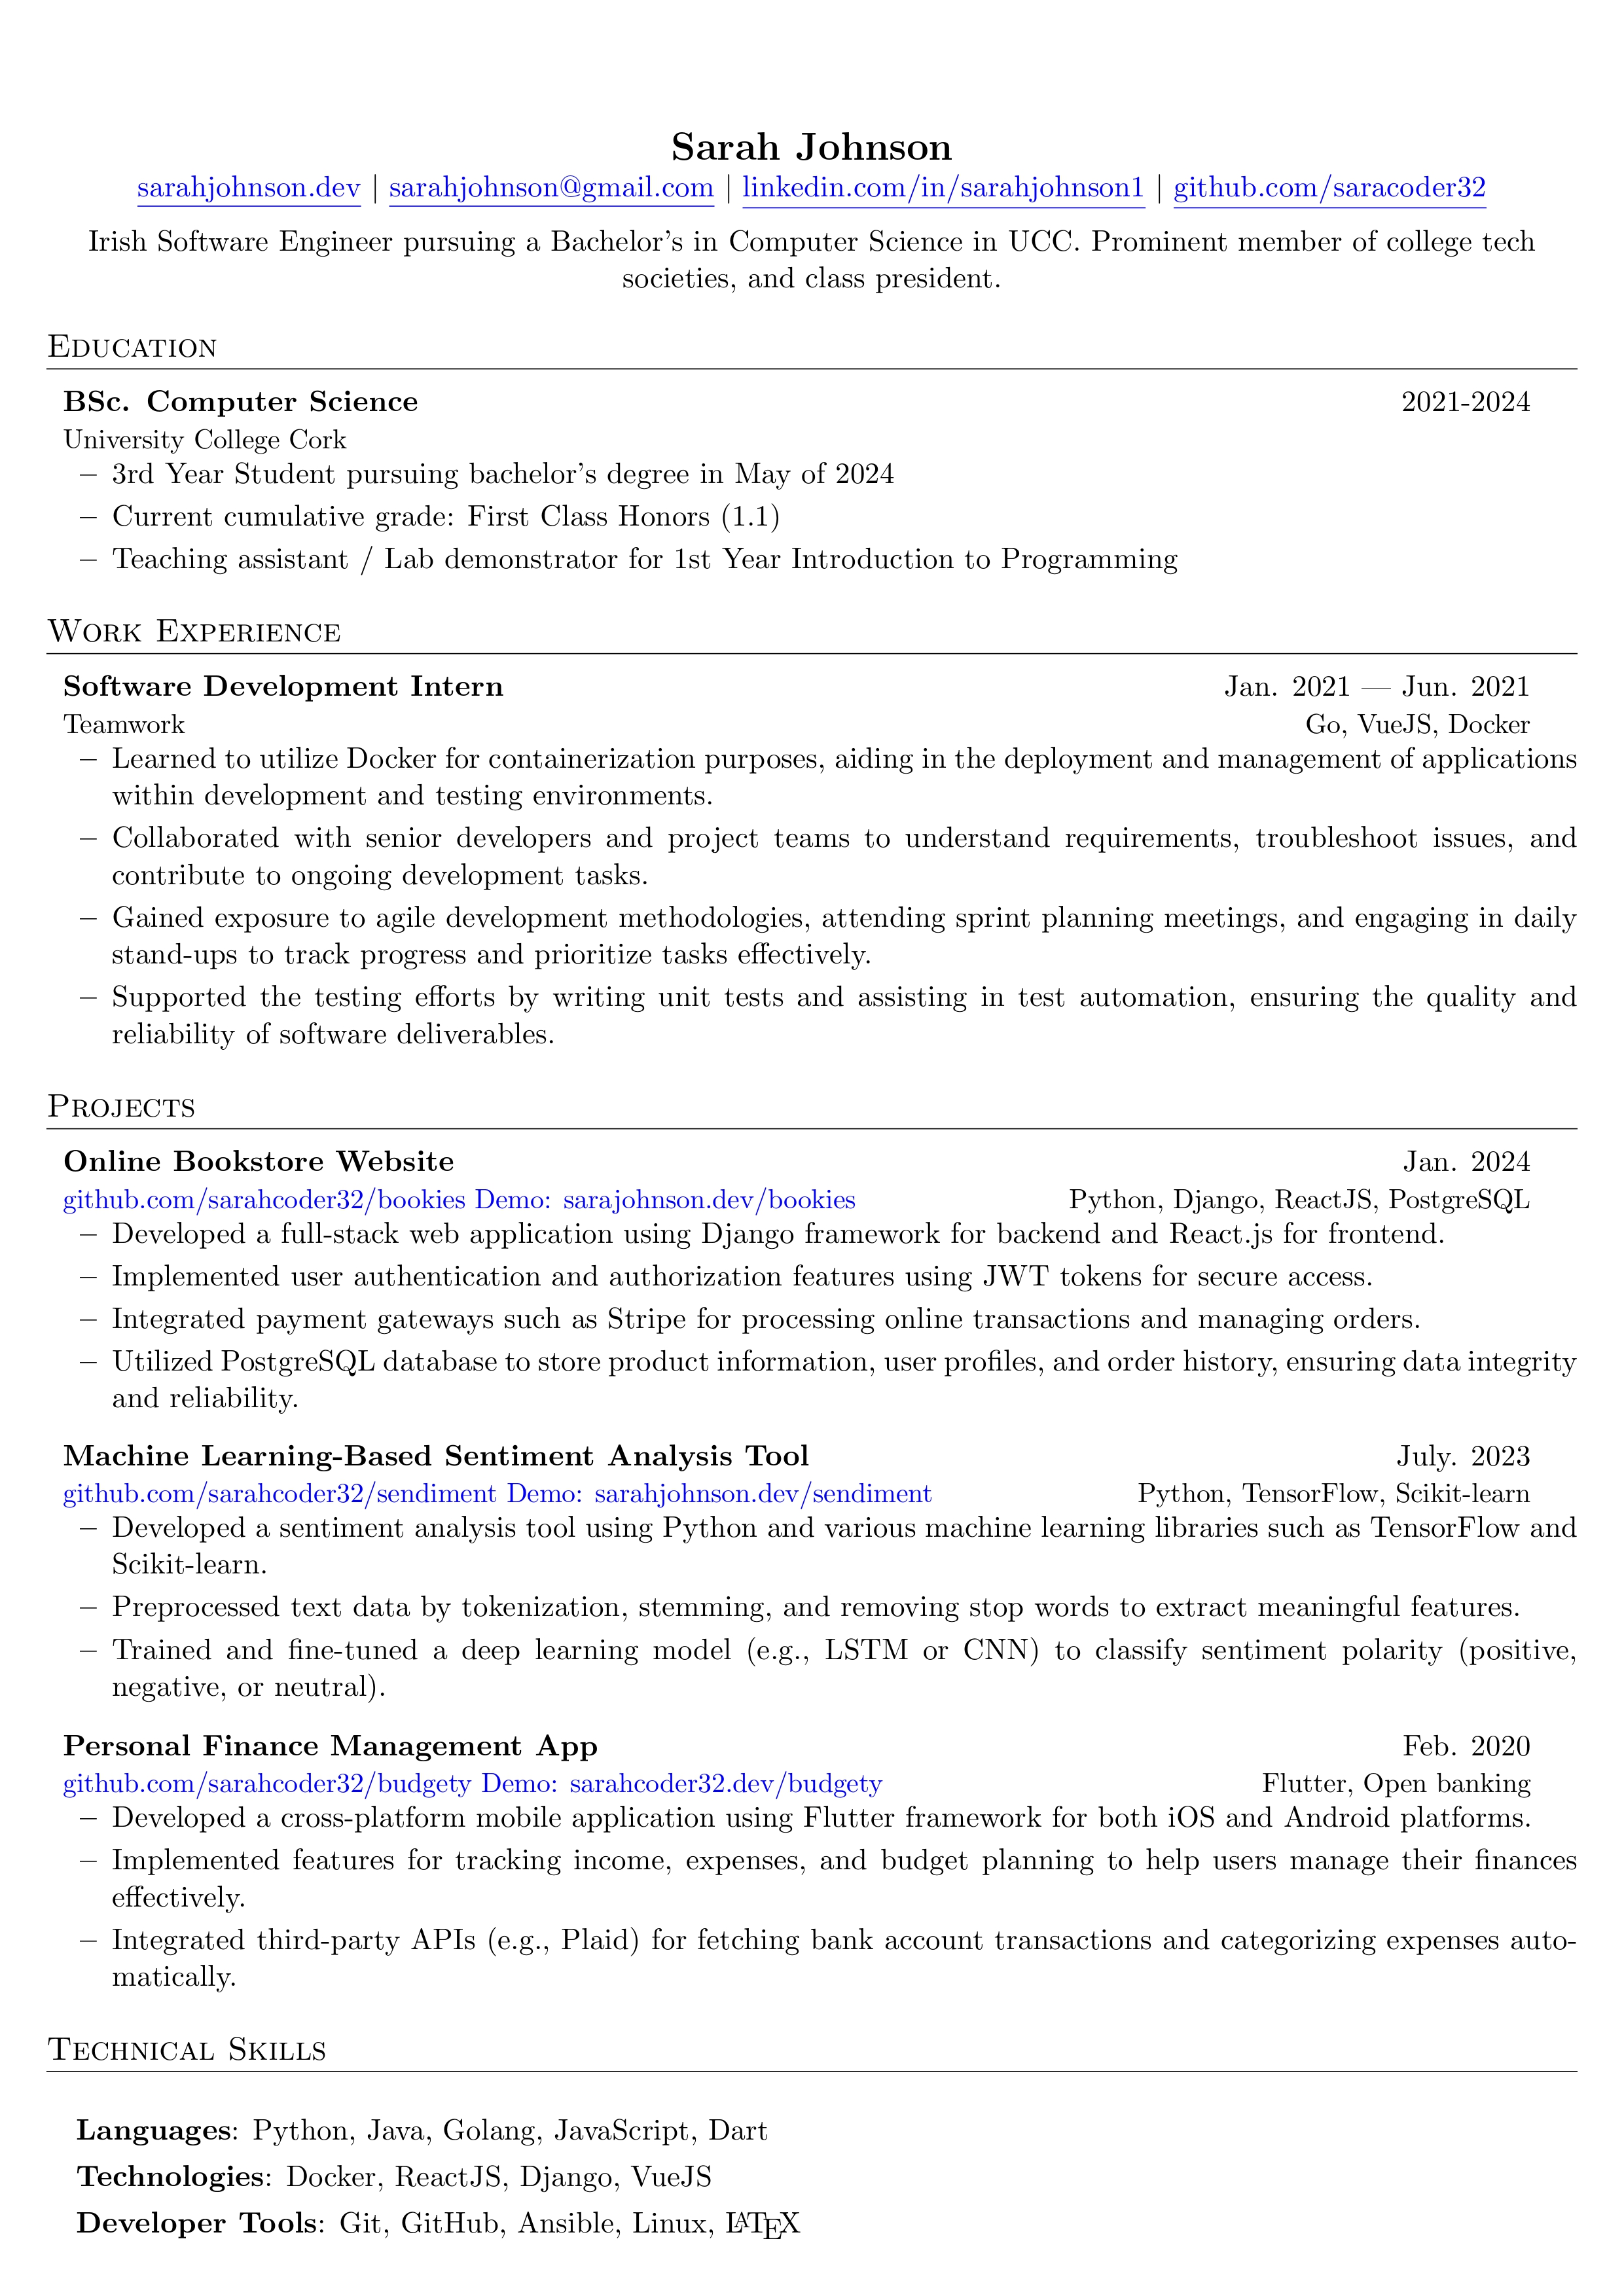 Sarah Johnson
sarahjohnson.dev | sarahjohnson@gmail.com | linkedin.com/in/sarahjohnson1 | github.com/saracoder32
Irish Software Engineer pursuing a Bachelor's in Computer Science in UCC. Prominent member of college tech
societies, and class president.
Education
BSc. Computer Science 2021-2024
University College Cork
– 3rd Year Student pursuing bachelor's degree in May of 2024
– Current cumulative grade: First Class Honors (1.1)
– Teaching assistant / Lab demonstrator for 1st Year Introduction to Programming
Work Experience
Software Development Intern Jan. 2021 — Jun. 2021
Teamwork Go, VueJS, Docker
– Learned to utilize Docker for containerization purposes, aiding in the deployment and management of applications
within development and testing environments.
– Collaborated with senior developers and project teams to understand requirements, troubleshoot issues, and
contribute to ongoing development tasks.
– Gained exposure to agile development methodologies, attending sprint planning meetings, and engaging in daily
stand-ups to track progress and prioritize tasks effectively.
– Supported the testing efforts by writing unit tests and assisting in test automation, ensuring the quality and
reliability of software deliverables.
Projects
Online Bookstore Website Jan. 2024
github.com/sarahcoder32/bookies Demo: sarajohnson.dev/bookies Python, Django, ReactJS, PostgreSQL
– Developed a full-stack web application using Django framework for backend and React.js for frontend.
– Implemented user authentication and authorization features using JWT tokens for secure access.
– Integrated payment gateways such as Stripe for processing online transactions and managing orders.
– Utilized PostgreSQL database to store product information, user profiles, and order history, ensuring data integrity
and reliability.
Machine Learning-Based Sentiment Analysis Tool July. 2023
github.com/sarahcoder32/sendiment Demo: sarahjohnson.dev/sendiment Python, TensorFlow, Scikit-learn
– Developed a sentiment analysis tool using Python and various machine learning libraries such as TensorFlow and
Scikit-learn.
– Preprocessed text data by tokenization, stemming, and removing stop words to extract meaningful features.
– Trained and fine-tuned a deep learning model (e.g., LSTM or CNN) to classify sentiment polarity (positive,
negative, or neutral).
Personal Finance Management App Feb. 2020
github.com/sarahcoder32/budgety Demo: sarahcoder32.dev/budgety Flutter, Open banking
– Developed a cross-platform mobile application using Flutter framework for both iOS and Android platforms.
– Implemented features for tracking income, expenses, and budget planning to help users manage their finances
effectively.
– Integrated third-party APIs (e.g., Plaid) for fetching bank account transactions and categorizing expenses auto-
matically.
Technical Skills
Languages: Python, Java, Golang, JavaScript, Dart
Technologies: Docker, ReactJS, Django, VueJS
Developer Tools: Git, GitHub, Ansible, Linux, LATEX